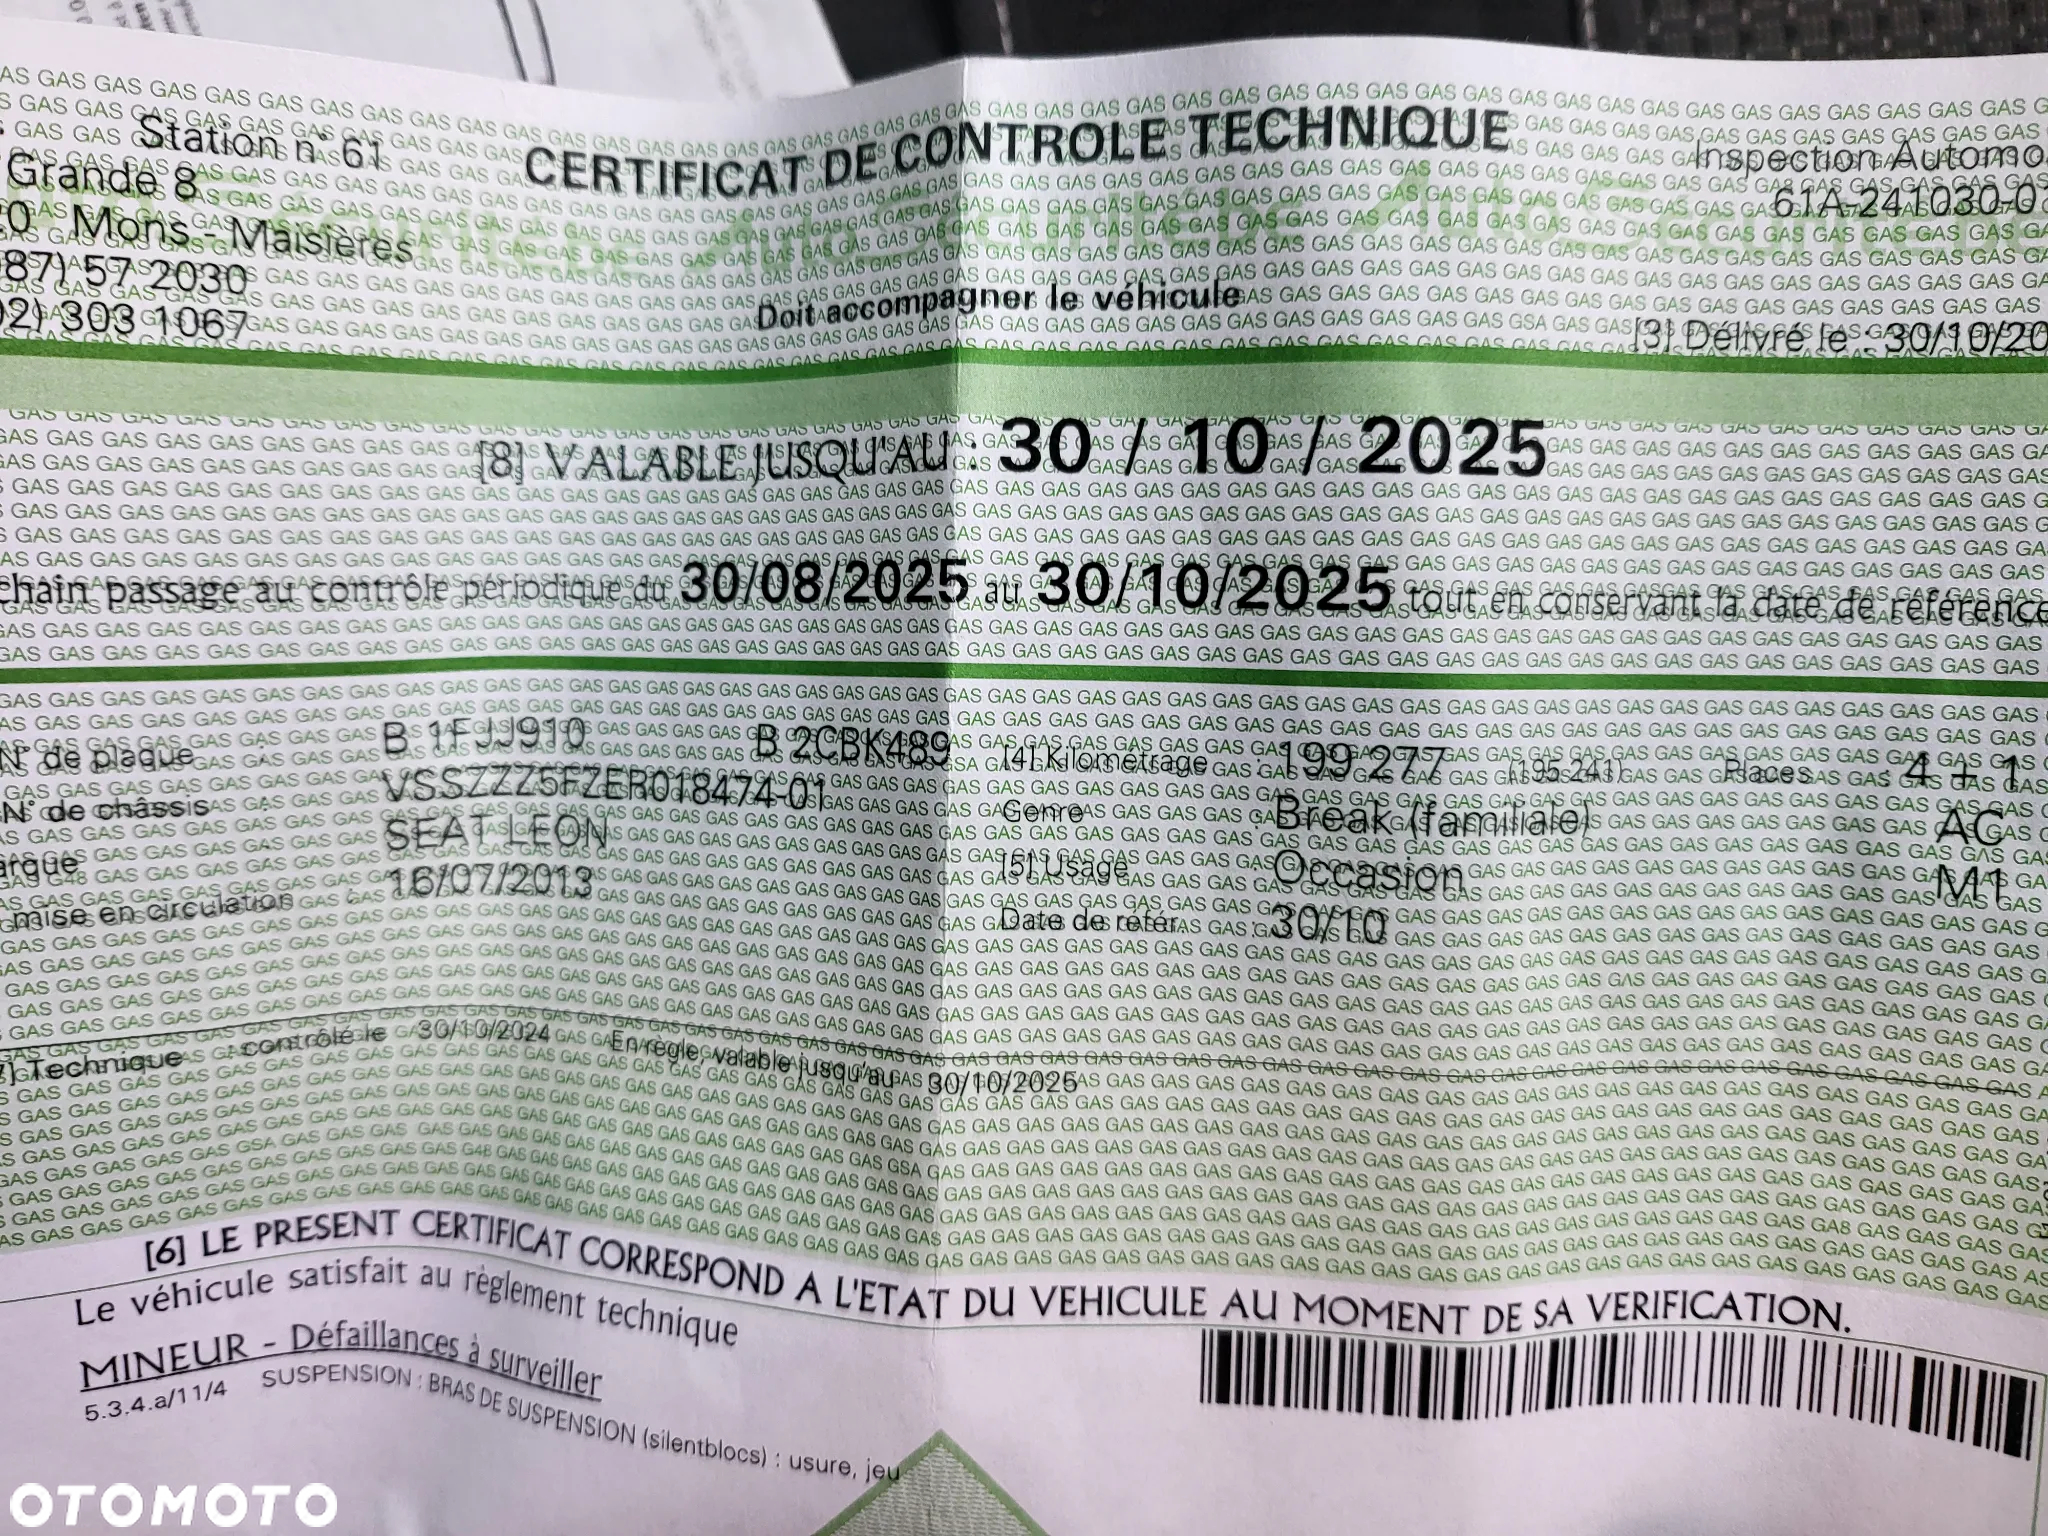 Station n° 61
Grande 8
Mons - Maisières
87) 57 2030
02) 303 1067
CERTIFICAT DE CONTROLE TECHNIQUE
Doit accompagner le véhicule
Inspection Automo
61A-241030-0
[3] Délivré le : 30/10/20
[8] VALABLE JUSQU'AU : 30 / 10 / 2025
chain passage au contrôle périodique du 30/08/2025 au 30/10/2025 tout en conservant la date de référence
N° de plaque : B 1FJJ910 B 2CBK489
N° de châssis : VSSZZZ5FZER018474-01
arque SEAT LEON
mise en circulation : 16/07/2013
[4] Kilométrage : 199 277 (195 241) Places : 4 + 1
Genre : Break (familiale) AC
[5] Usage : Occasion M1
Date de référ. : 30/10
7] Technique : contrôlé le 30/10/2024 En règle, valable jusqu'au 30/10/2025
[6] LE PRESENT CERTIFICAT CORRESPOND A L'ETAT DU VEHICULE AU MOMENT DE SA VERIFICATION.
Le véhicule satisfait au règlement technique
MINEUR - Défaillances à surveiller
5.3.4.a/11/4 SUSPENSION : BRAS DE SUSPENSION (silentblocs) : usure, jeu
OTOMOTO